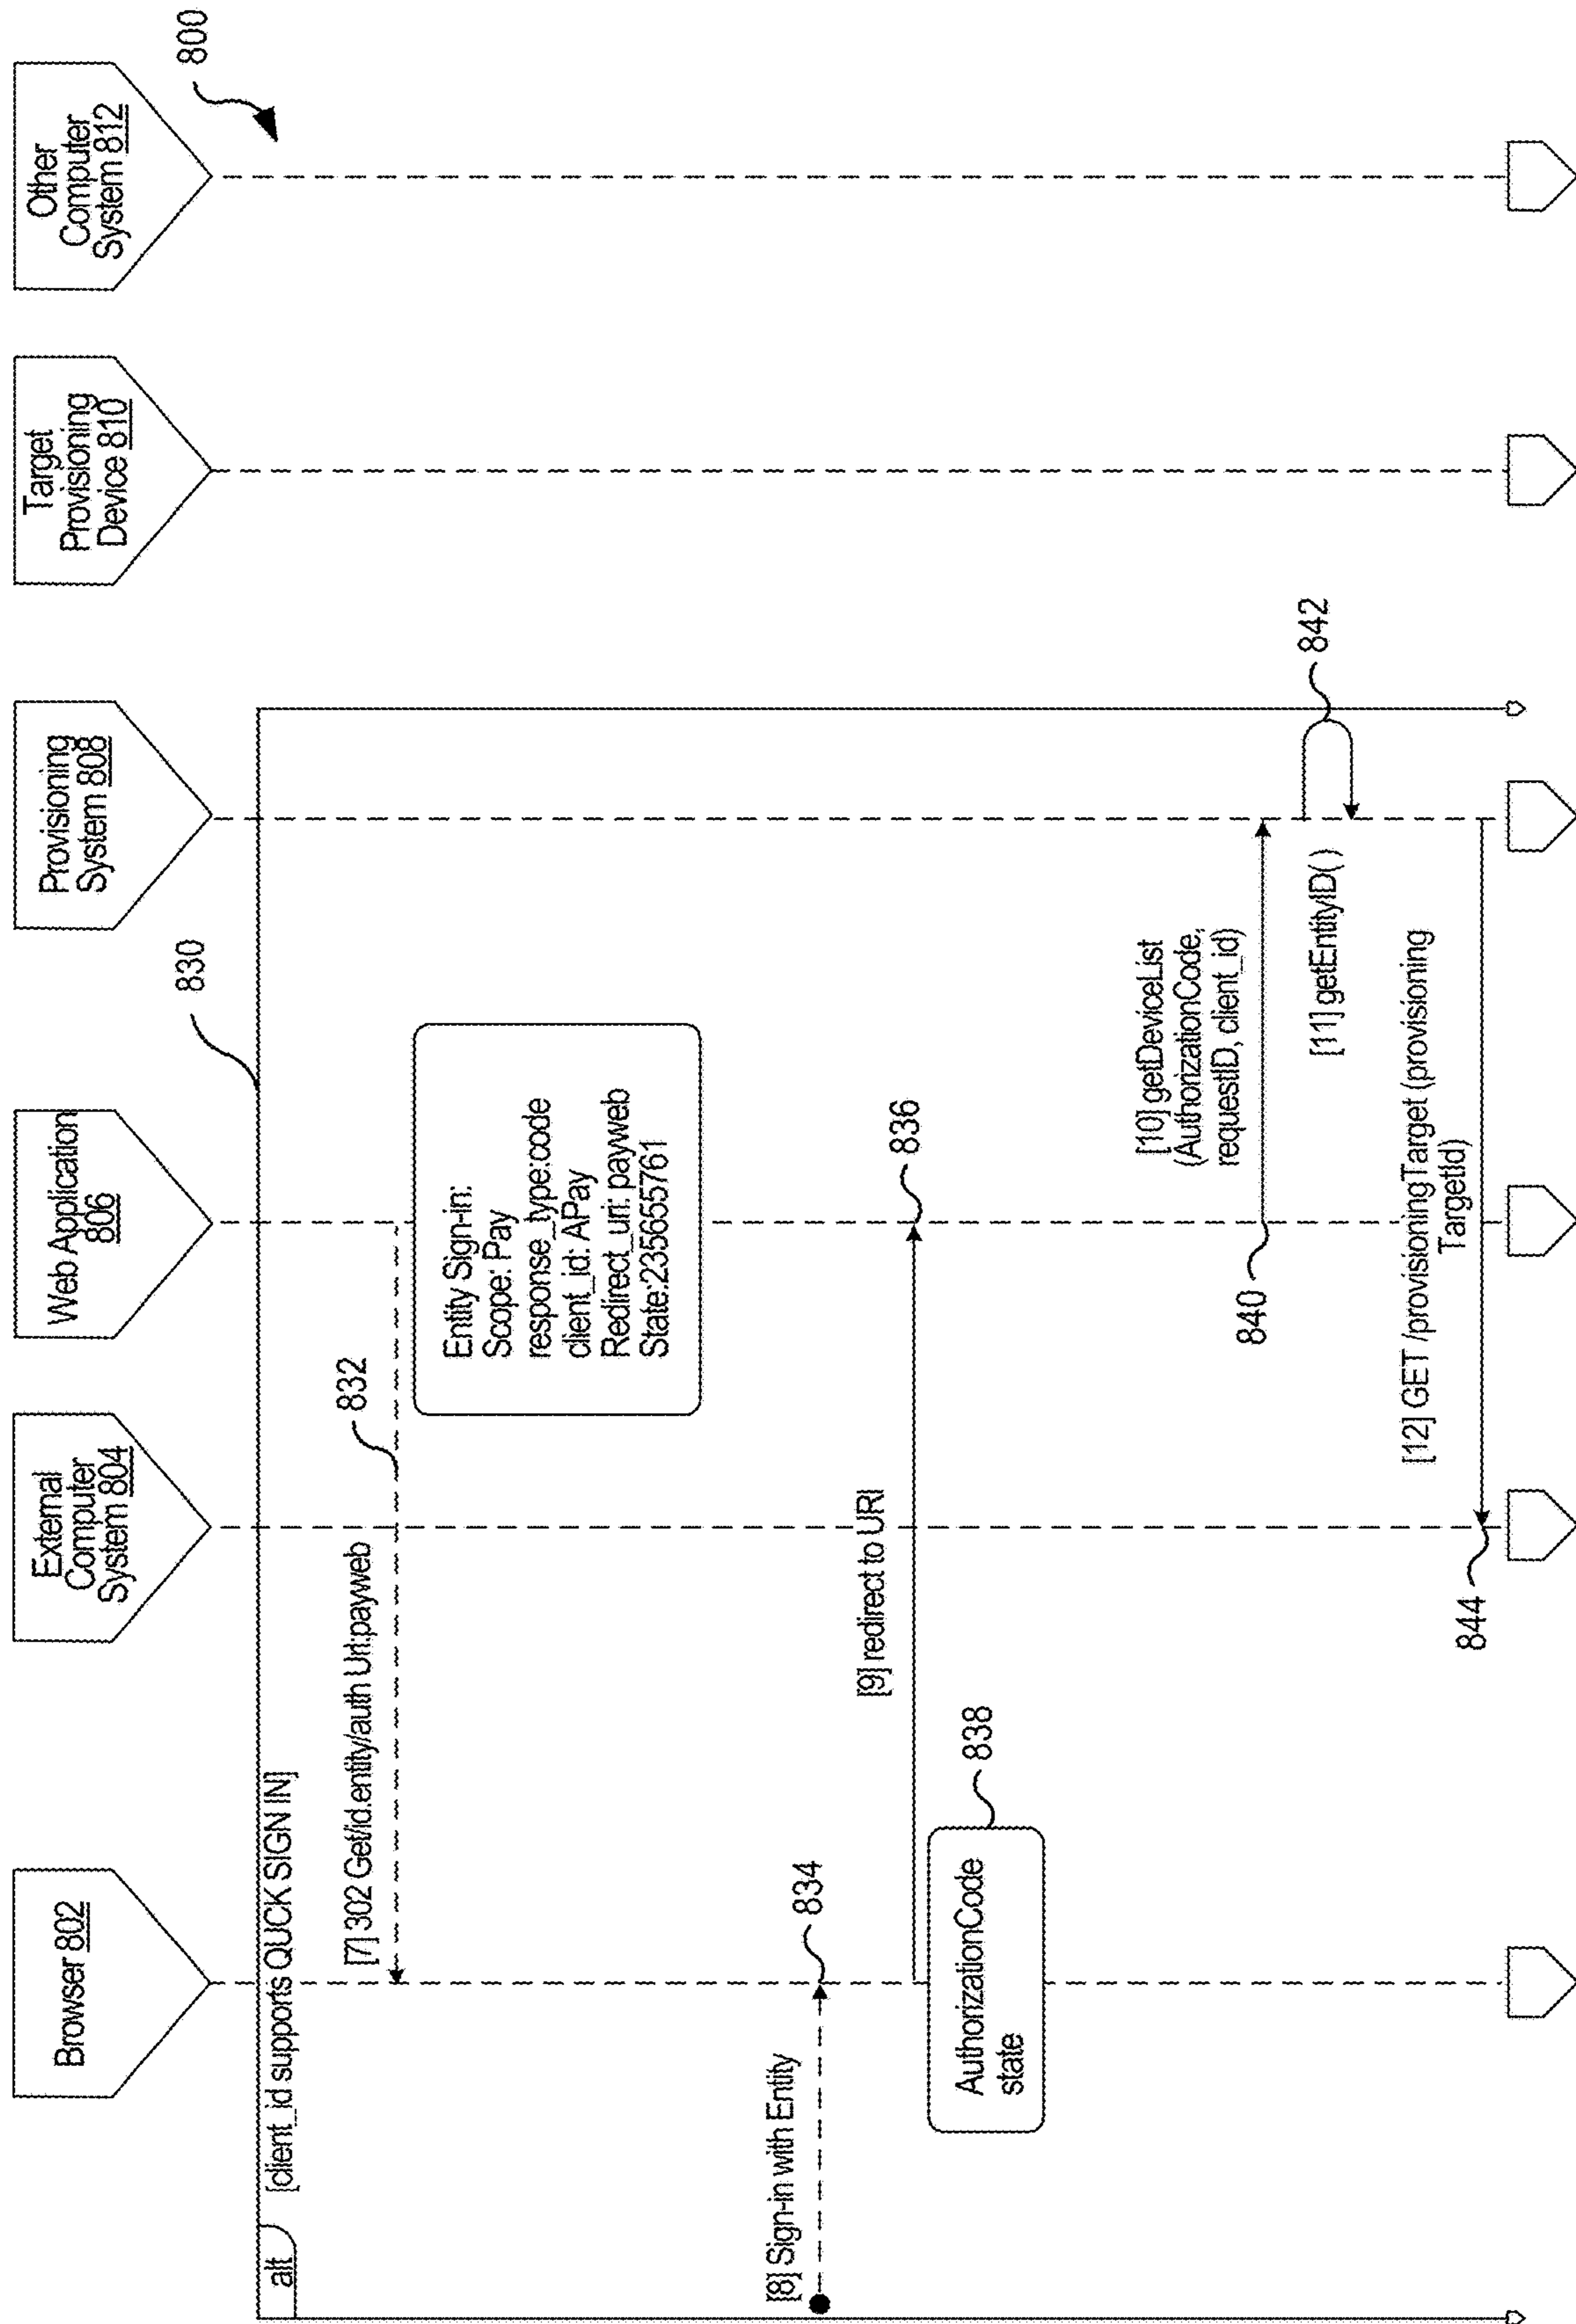 Browser 802
External
Computer
System 804
Web Application
806
Provisioning
System 808
Target
Provisioning
Device 810
Other
Computer
System 812
800
830
alt
[client_id supports QUCK SIGN IN]
[7] 302 Get/id.entity/auth Url:payweb
832
Entity Sign-in:
Scope: Pay
response_type:code
client_id: APay
Redirect_uri: payweb
State:235655761
[8] Sign-in with Entity
834
[9] redirect to URI
836
AuthorizationCode
state
838
[10] getDeviceList
(AuthorizationCode,
requestID, client_id)
840
[11] getEntityID( )
842
[12] GET /provisioningTarget (provisioning
TargetId)
844